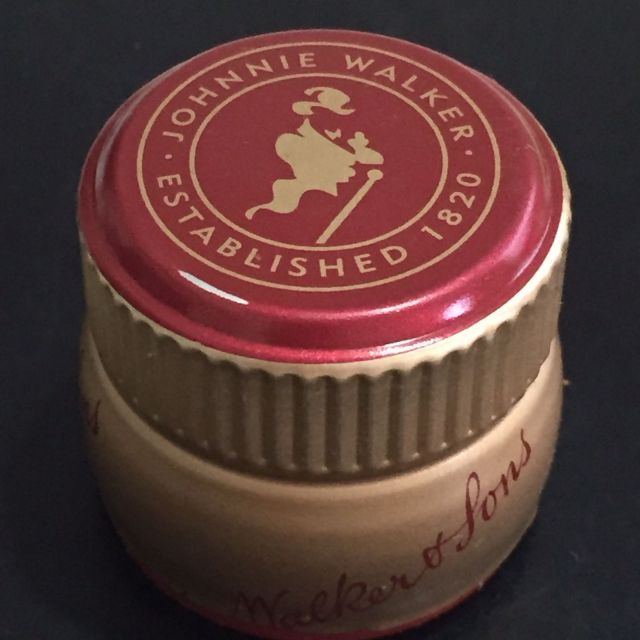 · JOHNNIE WALKER ·
ESTABLISHED 1820
Walker & Sons